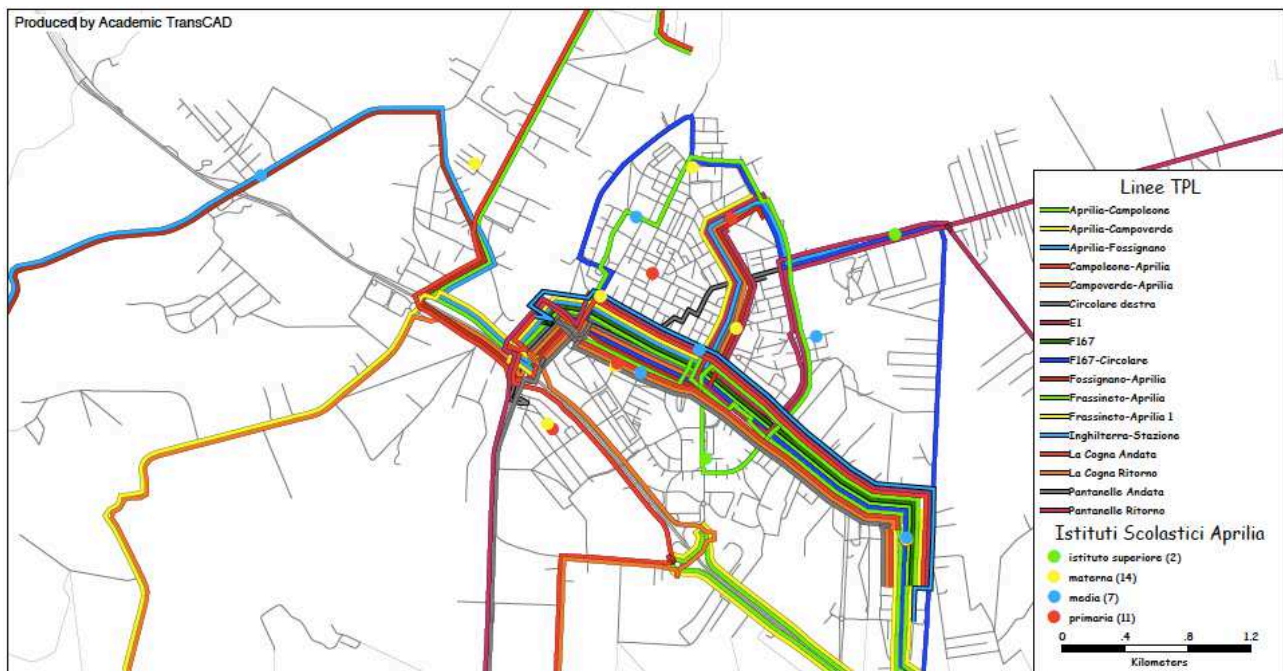 Produced by Academic TransCAD
Linee TPL
Aprilia-Campoleone
Aprilia-Campoverde
Aprilia-Fossignano
Campoleone-Aprilia
Campoverde-Aprilia
Circolare destra
E1
F167
F167-Circolare
Fossignano-Aprilia
Frassineto-Aprilia
Frassineto-Aprilia 1
Inghilterra-Stazione
La Cogna Andata
La Cogna Ritorno
Pantanelle Andata
Pantanelle Ritorno
Istituti Scolastici Aprilia
istituto superiore (2)
materna (14)
media (7)
primaria (11)
0 .4 .8 1.2
Kilometers